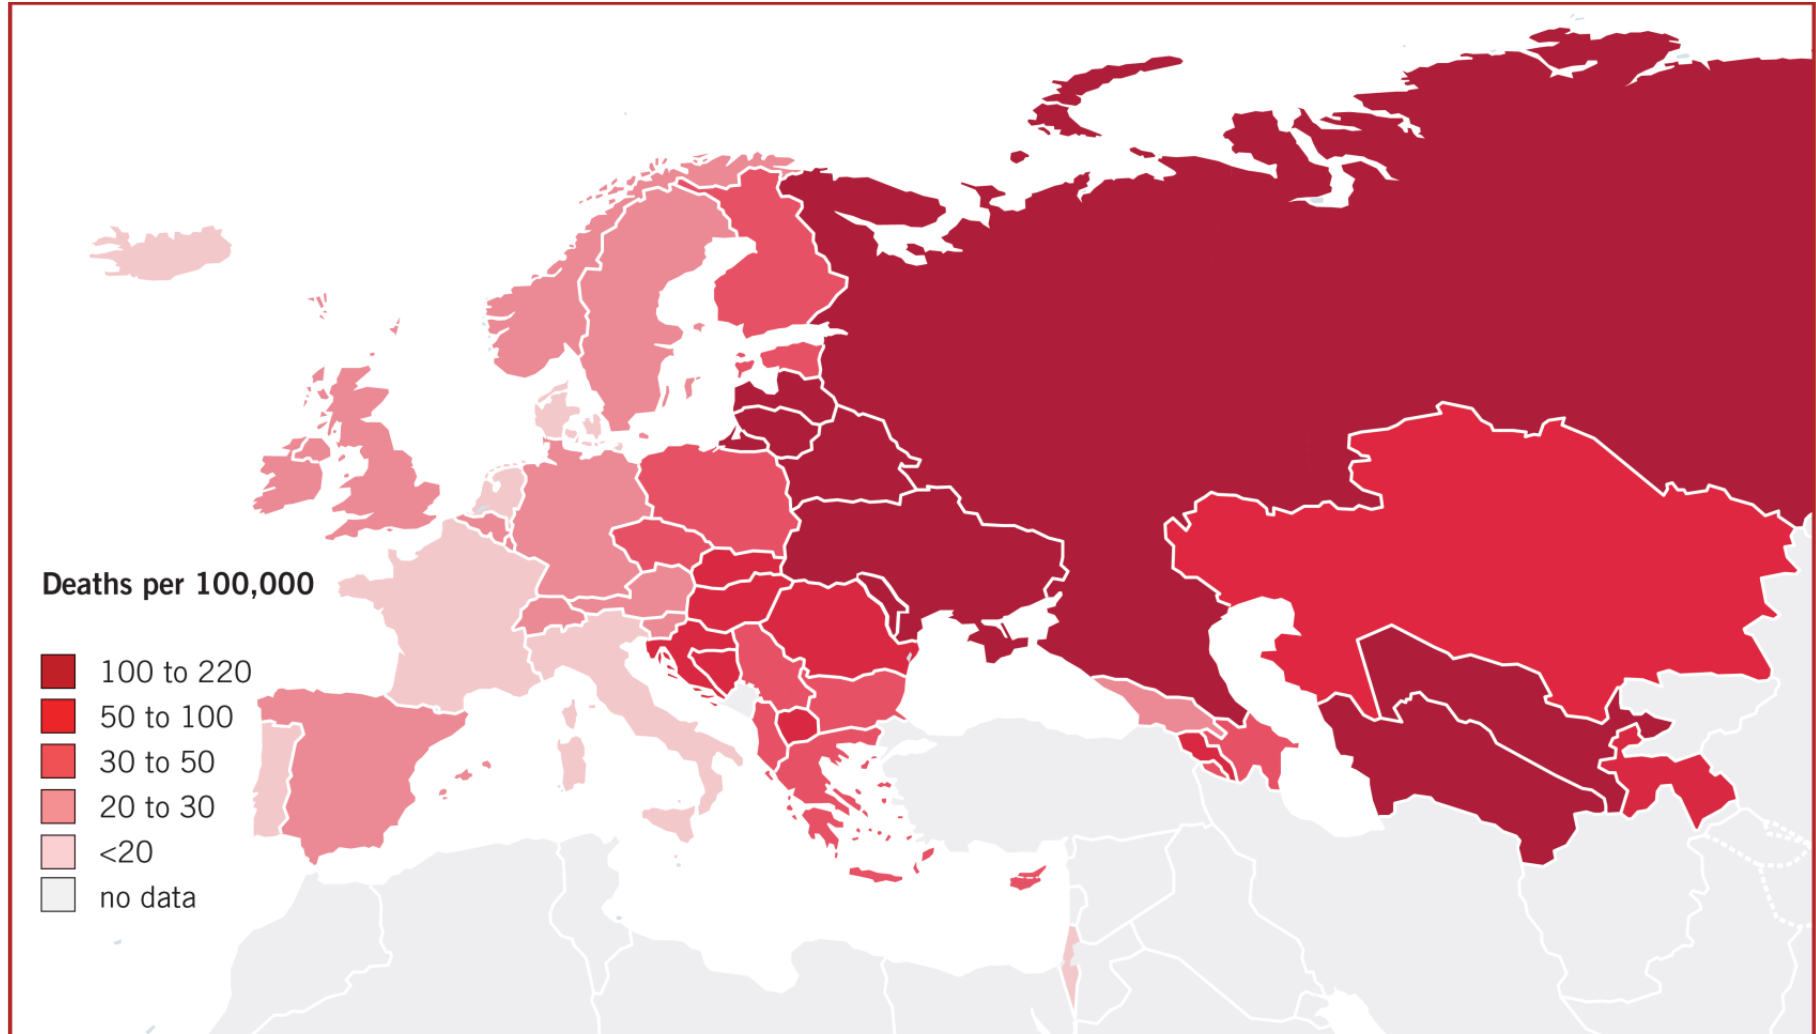 Deaths per 100,000
100 to 220
50 to 100
30 to 50
20 to 30
<20
no data